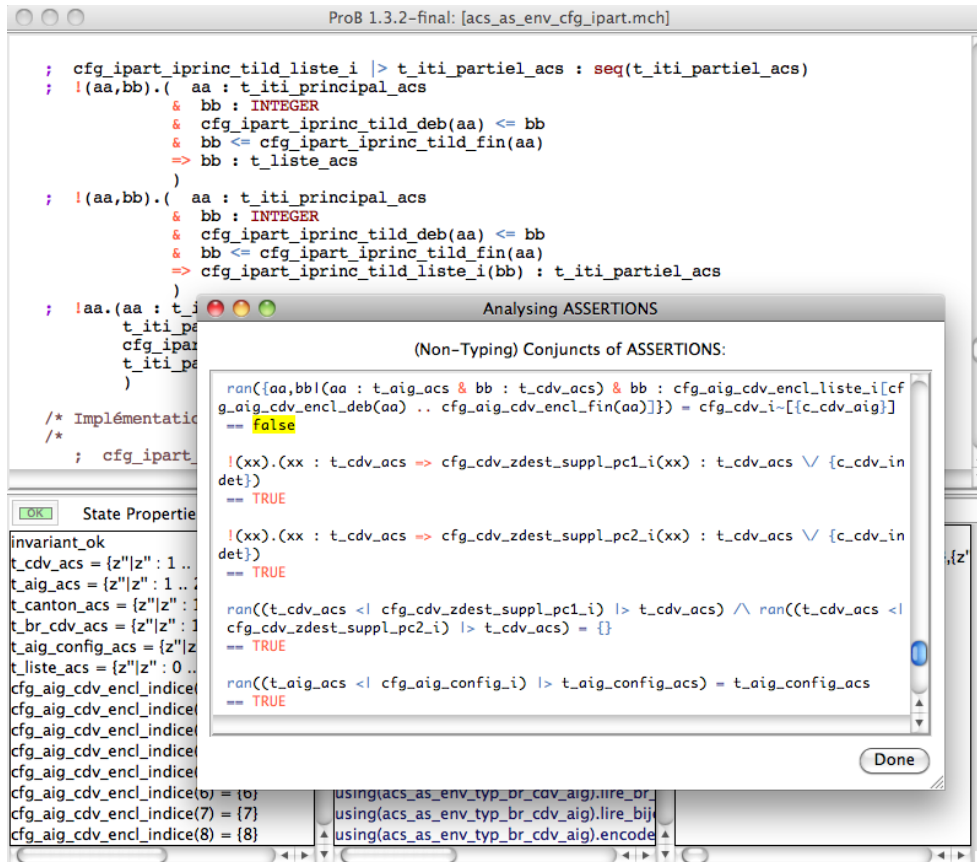 ProB 1.3.2-final: [acs_as_env_cfg_ipart.mch]
; cfg_ipart_iprinc_tild_liste_i |> t_iti_partiel_acs : seq(t_iti_partiel_acs)
; !(aa,bb).( aa : t_iti_principal_acs
& bb : INTEGER
& cfg_ipart_iprinc_tild_deb(aa) <= bb
& bb <= cfg_ipart_iprinc_tild_fin(aa)
=> bb : t_liste_acs
)
; !(aa,bb).( aa : t_iti_principal_acs
& bb : INTEGER
& cfg_ipart_iprinc_tild_deb(aa) <= bb
& bb <= cfg_ipart_iprinc_tild_fin(aa)
=> cfg_ipart_iprinc_tild_liste_i(bb) : t_iti_partiel_acs
)
; !aa.(aa : t_i
t_iti_pa
cfg_ipar
t_iti_pa
)
/* Implémentatio
/*
; cfg_ipart_
Analysing ASSERTIONS
(Non-Typing) Conjuncts of ASSERTIONS:
ran({aa,bb|(aa : t_aig_acs & bb : t_cdv_acs) & bb : cfg_aig_cdv_encl_liste_i[cf
g_aig_cdv_encl_deb(aa) .. cfg_aig_cdv_encl_fin(aa)]}) = cfg_cdv_i~[{c_cdv_aig}]
== false
!(xx).(xx : t_cdv_acs => cfg_cdv_zdest_suppl_pc1_i(xx) : t_cdv_acs \/ {c_cdv_in
det})
== TRUE
!(xx).(xx : t_cdv_acs => cfg_cdv_zdest_suppl_pc2_i(xx) : t_cdv_acs \/ {c_cdv_in
det})
== TRUE
ran((t_cdv_acs <| cfg_cdv_zdest_suppl_pc1_i) |> t_cdv_acs) /\ ran((t_cdv_acs <|
cfg_cdv_zdest_suppl_pc2_i) |> t_cdv_acs) = {}
== TRUE
ran((t_aig_acs <| cfg_aig_config_i) |> t_aig_config_acs) = t_aig_config_acs
== TRUE
Done
OK State Propertie
invariant_ok
t_cdv_acs = {z"|z" : 1 ..
t_aig_acs = {z"|z" : 1 .. 2
t_canton_acs = {z"|z" : 1
t_br_cdv_acs = {z"|z" : 1
t_aig_config_acs = {z"|z
t_liste_acs = {z"|z" : 0 ..
cfg_aig_cdv_encl_indice(
cfg_aig_cdv_encl_indice(
cfg_aig_cdv_encl_indice(
cfg_aig_cdv_encl_indice(
cfg_aig_cdv_encl_indice(
cfg_aig_cdv_encl_indice(6) = {6}
cfg_aig_cdv_encl_indice(7) = {7}
cfg_aig_cdv_encl_indice(8) = {8}
using(acs_as_env_typ_br_cdv_aig).lire_br_
using(acs_as_env_typ_br_cdv_aig).lire_bij
using(acs_as_env_typ_br_cdv_aig).encode
,{z"